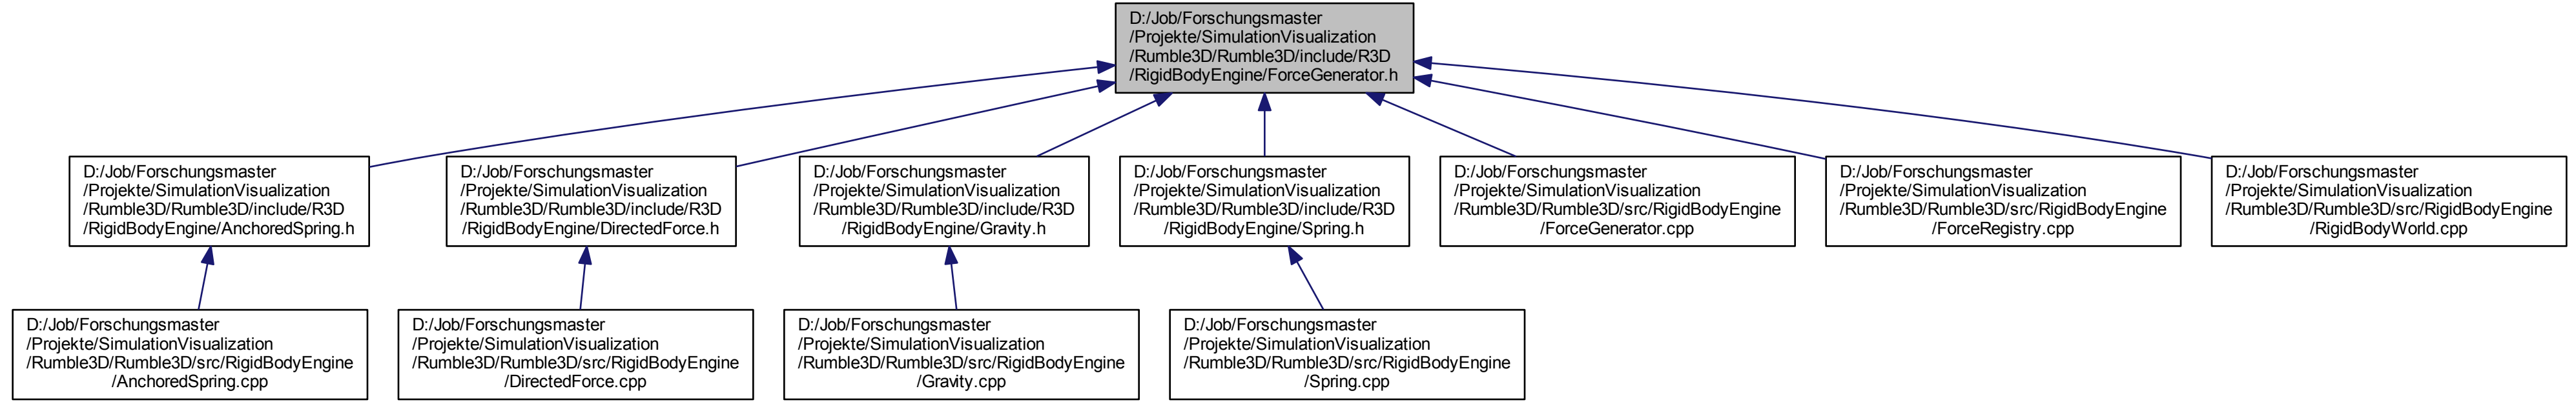 D:/Job/Forschungsmaster
/Projekte/SimulationVisualization
/Rumble3D/Rumble3D/include/R3D
/RigidBodyEngine/ForceGenerator.h
D:/Job/Forschungsmaster
/Projekte/SimulationVisualization
/Rumble3D/Rumble3D/include/R3D
/RigidBodyEngine/AnchoredSpring.h
D:/Job/Forschungsmaster
/Projekte/SimulationVisualization
/Rumble3D/Rumble3D/include/R3D
/RigidBodyEngine/DirectedForce.h
D:/Job/Forschungsmaster
/Projekte/SimulationVisualization
/Rumble3D/Rumble3D/include/R3D
/RigidBodyEngine/Gravity.h
D:/Job/Forschungsmaster
/Projekte/SimulationVisualization
/Rumble3D/Rumble3D/include/R3D
/RigidBodyEngine/Spring.h
D:/Job/Forschungsmaster
/Projekte/SimulationVisualization
/Rumble3D/Rumble3D/src/RigidBodyEngine
/ForceGenerator.cpp
D:/Job/Forschungsmaster
/Projekte/SimulationVisualization
/Rumble3D/Rumble3D/src/RigidBodyEngine
/ForceRegistry.cpp
D:/Job/Forschungsmaster
/Projekte/SimulationVisualization
/Rumble3D/Rumble3D/src/RigidBodyEngine
/RigidBodyWorld.cpp
D:/Job/Forschungsmaster
/Projekte/SimulationVisualization
/Rumble3D/Rumble3D/src/RigidBodyEngine
/AnchoredSpring.cpp
D:/Job/Forschungsmaster
/Projekte/SimulationVisualization
/Rumble3D/Rumble3D/src/RigidBodyEngine
/DirectedForce.cpp
D:/Job/Forschungsmaster
/Projekte/SimulationVisualization
/Rumble3D/Rumble3D/src/RigidBodyEngine
/Gravity.cpp
D:/Job/Forschungsmaster
/Projekte/SimulationVisualization
/Rumble3D/Rumble3D/src/RigidBodyEngine
/Spring.cpp